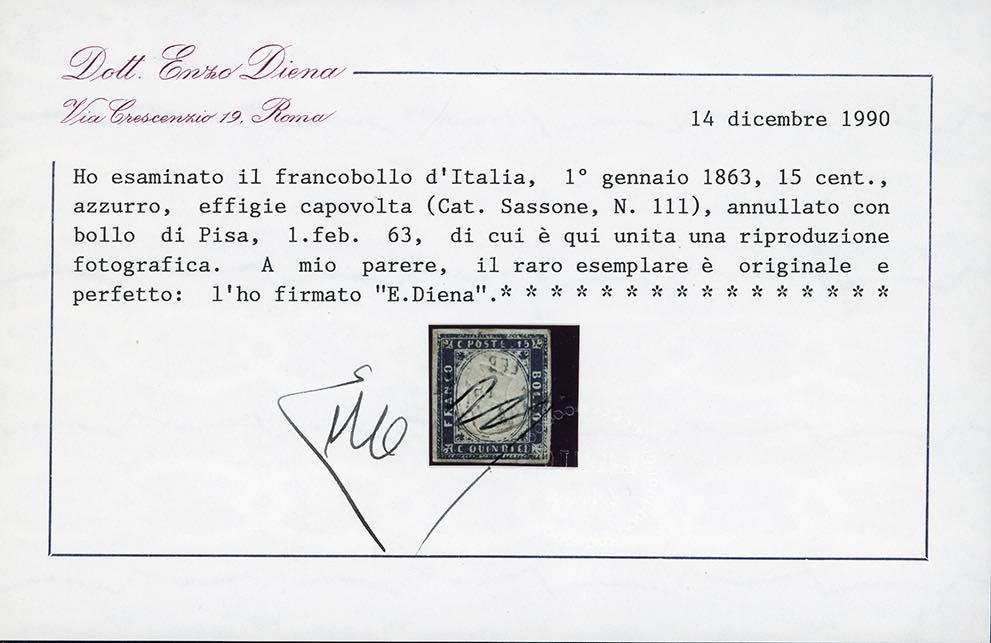 Dott. Enzo Diena
Via Crescenzio 19, Roma
14 dicembre 1990
Ho esaminato il francobollo d'Italia, 1° gennaio 1863, 15 cent.,
azzurro, effigie capovolta (Cat. Sassone, N. 111), annullato con
bollo di Pisa, 1.feb. 63, di cui è qui unita una riproduzione
fotografica. A mio parere, il raro esemplare è originale e
perfetto: l'ho firmato "E.Diena".* * * * * * * * * * * * * * * *
C POSTE. 15
FRANCO
BOLLO
C QUINDICI
FEB